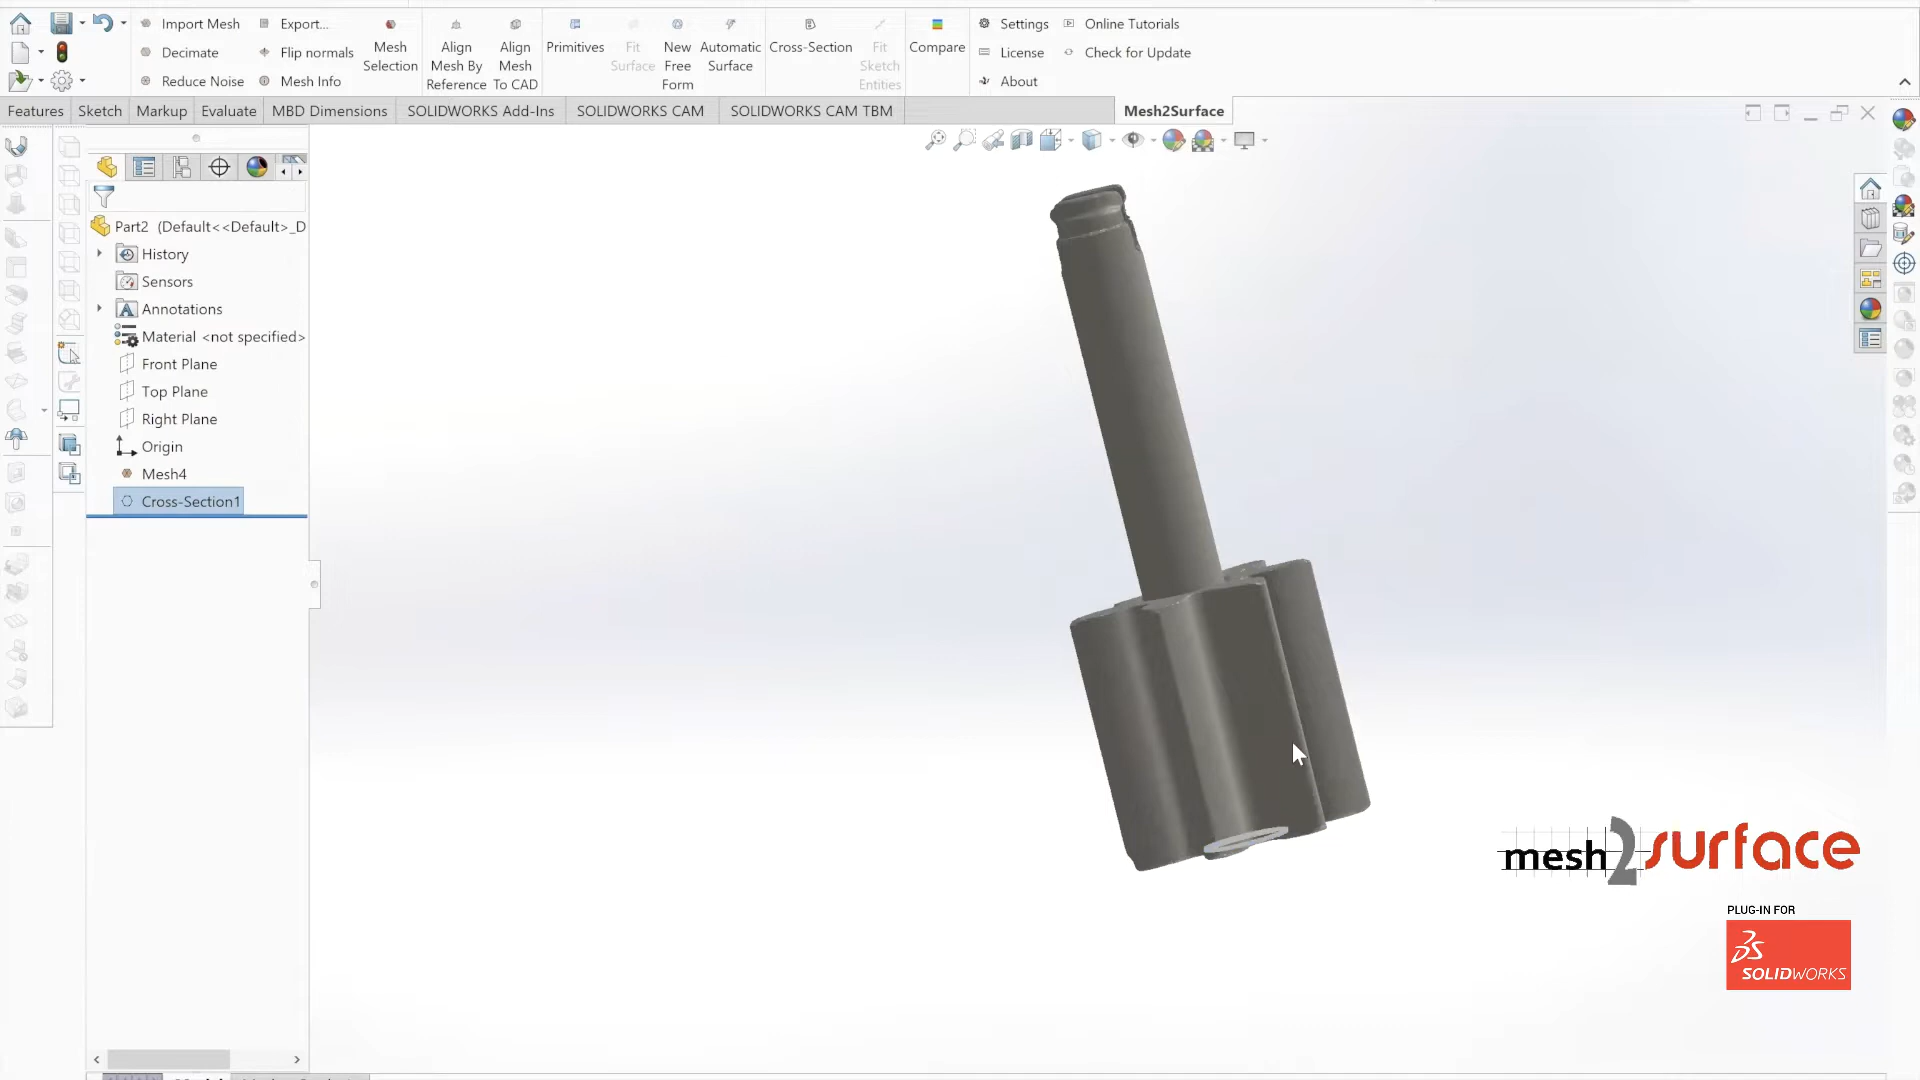 Import Mesh
Export...
Decimate
Flip normals
Reduce Noise
Mesh Info
Mesh
Selection
Align
Mesh By
Reference
Align
Mesh
To CAD
Primitives
Fit
Surface
New
Free
Form
Automatic
Surface
Cross-Section
Fit
Sketch
Entities
Compare
Settings
Online Tutorials
License
Check for Update
About
Features
Sketch
Markup
Evaluate
MBD Dimensions
SOLIDWORKS Add-Ins
SOLIDWORKS CAM
SOLIDWORKS CAM TBM
Mesh2Surface
Part2 (Default<<Default>_D
History
Sensors
Annotations
Material <not specified>
Front Plane
Top Plane
Right Plane
Origin
Mesh4
Cross-Section1
mesh2surface
PLUG-IN FOR
SOLIDWORKS